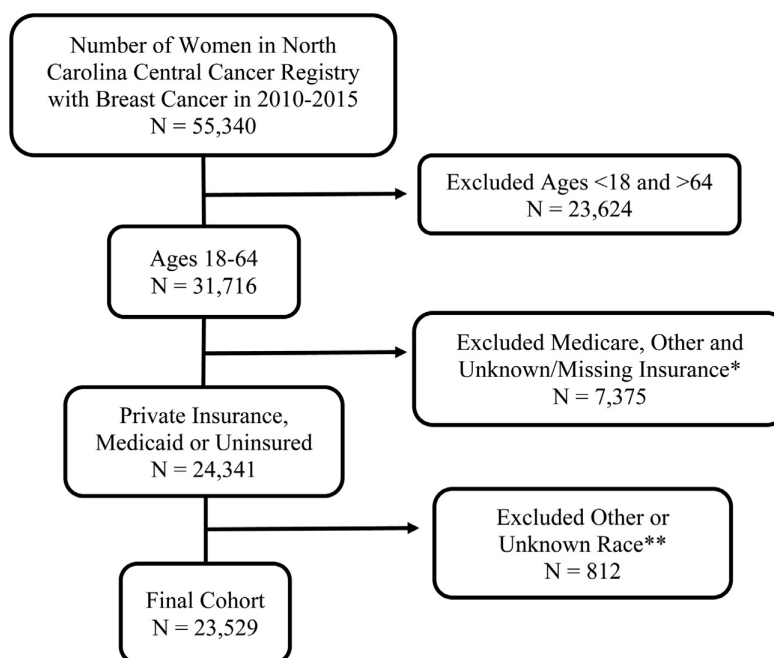 Number of Women in North
Carolina Central Cancer Registry
with Breast Cancer in 2010-2015
N = 55,340
Excluded Ages <18 and >64
N = 23,624
Ages 18-64
N = 31,716
Excluded Medicare, Other and
Unknown/Missing Insurance*
N = 7,375
Private Insurance,
Medicaid or Uninsured
N = 24,341
Excluded Other or
Unknown Race**
N = 812
Final Cohort
N = 23,529